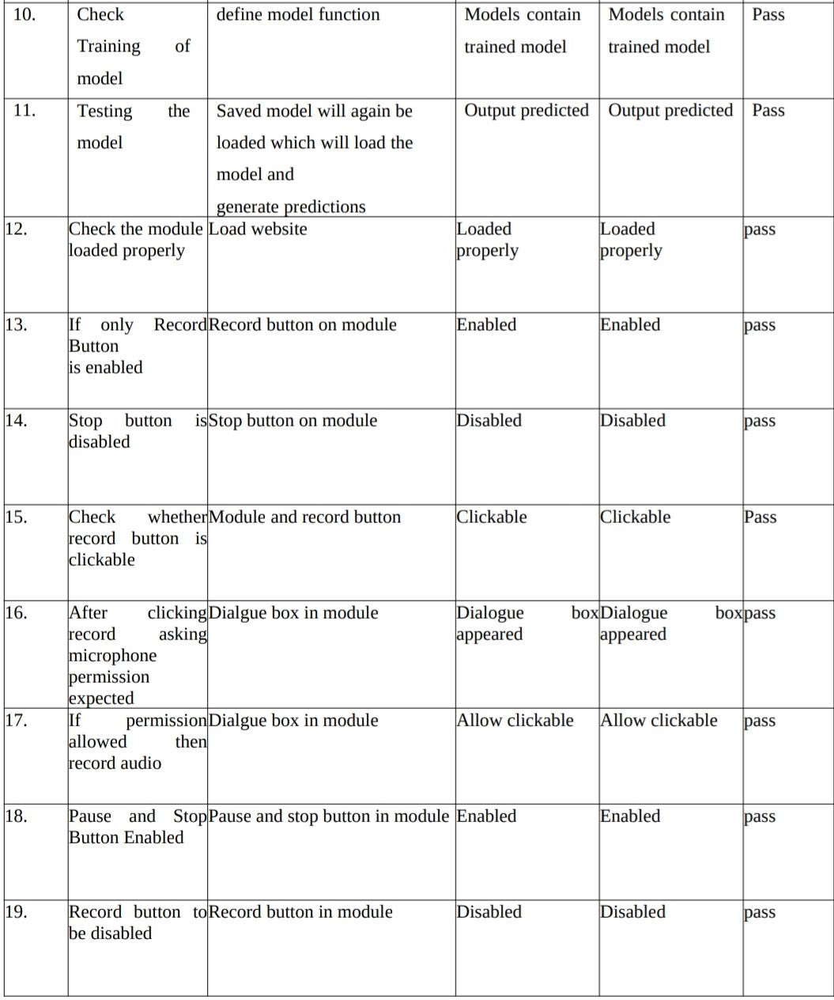 10. Check define model function Models contain Models contain Pass
Training of trained model trained model
model
11. Testing the Saved model will again be Output predicted Output predicted Pass
model loaded which will load the
model and
generate predictions
12. Check the module Load website Loaded Loaded pass
loaded properly properly properly
13. If only Record Record button on module Enabled Enabled pass
Button
is enabled
14. Stop button is Stop button on module Disabled Disabled pass
disabled
15. Check whether Module and record button Clickable Clickable Pass
record button is
clickable
16. After clicking Dialgue box in module Dialogue box Dialogue box pass
record asking appeared appeared
microphone
permission
expected
17. If permission Dialgue box in module Allow clickable Allow clickable pass
allowed then
record audio
18. Pause and Stop Pause and stop button in module Enabled Enabled pass
Button Enabled
19. Record button to Record button in module Disabled Disabled pass
be disabled